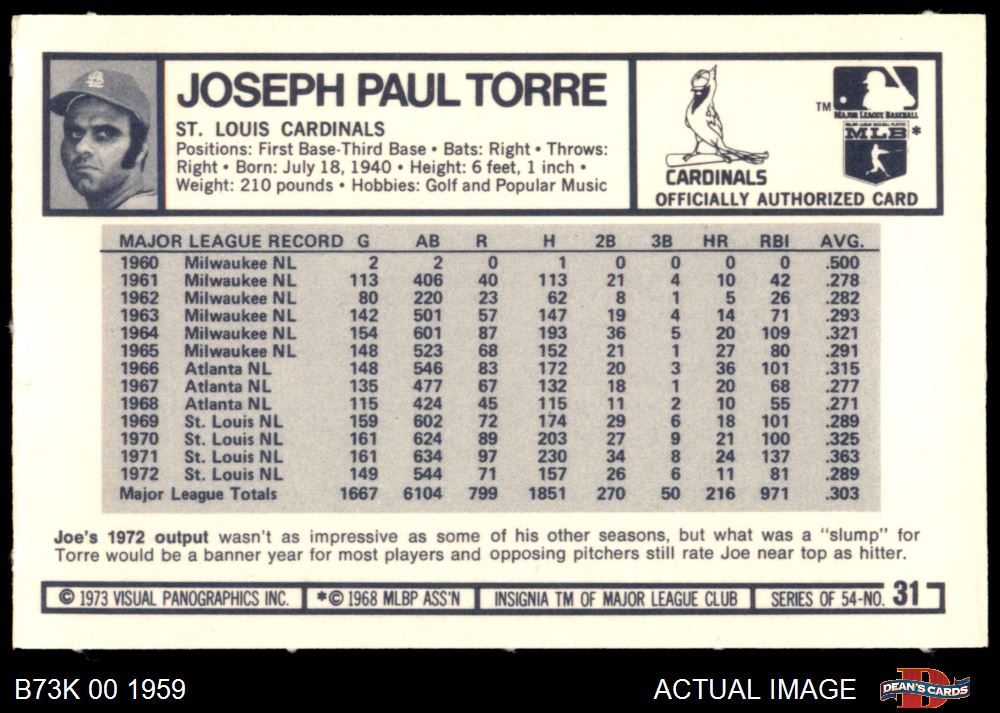 JOSEPH PAUL TORRE
ST. LOUIS CARDINALS
Positions: First Base-Third Base • Bats: Right • Throws:
Right • Born: July 18, 1940 • Height: 6 feet, 1 inch •
Weight: 210 pounds • Hobbies: Golf and Popular Music
CARDINALS
TM
MAJOR LEAGUE BASEBALL
MLB*
OFFICIALLY AUTHORIZED CARD
MAJOR LEAGUE RECORD G AB R H 2B 3B HR RBI AVG.
1960 Milwaukee NL 2 2 0 1 0 0 0 0 .500
1961 Milwaukee NL 113 406 40 113 21 4 10 42 .278
1962 Milwaukee NL 80 220 23 62 8 1 5 26 .282
1963 Milwaukee NL 142 501 57 147 19 4 14 71 .293
1964 Milwaukee NL 154 601 87 193 36 5 20 109 .321
1965 Milwaukee NL 148 523 68 152 21 1 27 80 .291
1966 Atlanta NL 148 546 83 172 20 3 36 101 .315
1967 Atlanta NL 135 477 67 132 18 1 20 68 .277
1968 Atlanta NL 115 424 45 115 11 2 10 55 .271
1969 St. Louis NL 159 602 72 174 29 6 18 101 .289
1970 St. Louis NL 161 624 89 203 27 9 21 100 .325
1971 St. Louis NL 161 634 97 230 34 8 24 137 .363
1972 St. Louis NL 149 544 71 157 26 6 11 81 .289
Major League Totals 1667 6104 799 1851 270 50 216 971 .303
Joe's 1972 output wasn't as impressive as some of his other seasons, but what was a "slump" for
Torre would be a banner year for most players and opposing pitchers still rate Joe near top as hitter.
© 1973 VISUAL PANOGRAPHICS INC. *© 1968 MLBP ASS'N INSIGNIA TM OF MAJOR LEAGUE CLUB SERIES OF 54-NO. 31
B73K 00 1959 ACTUAL IMAGE DEAN'S CARDS